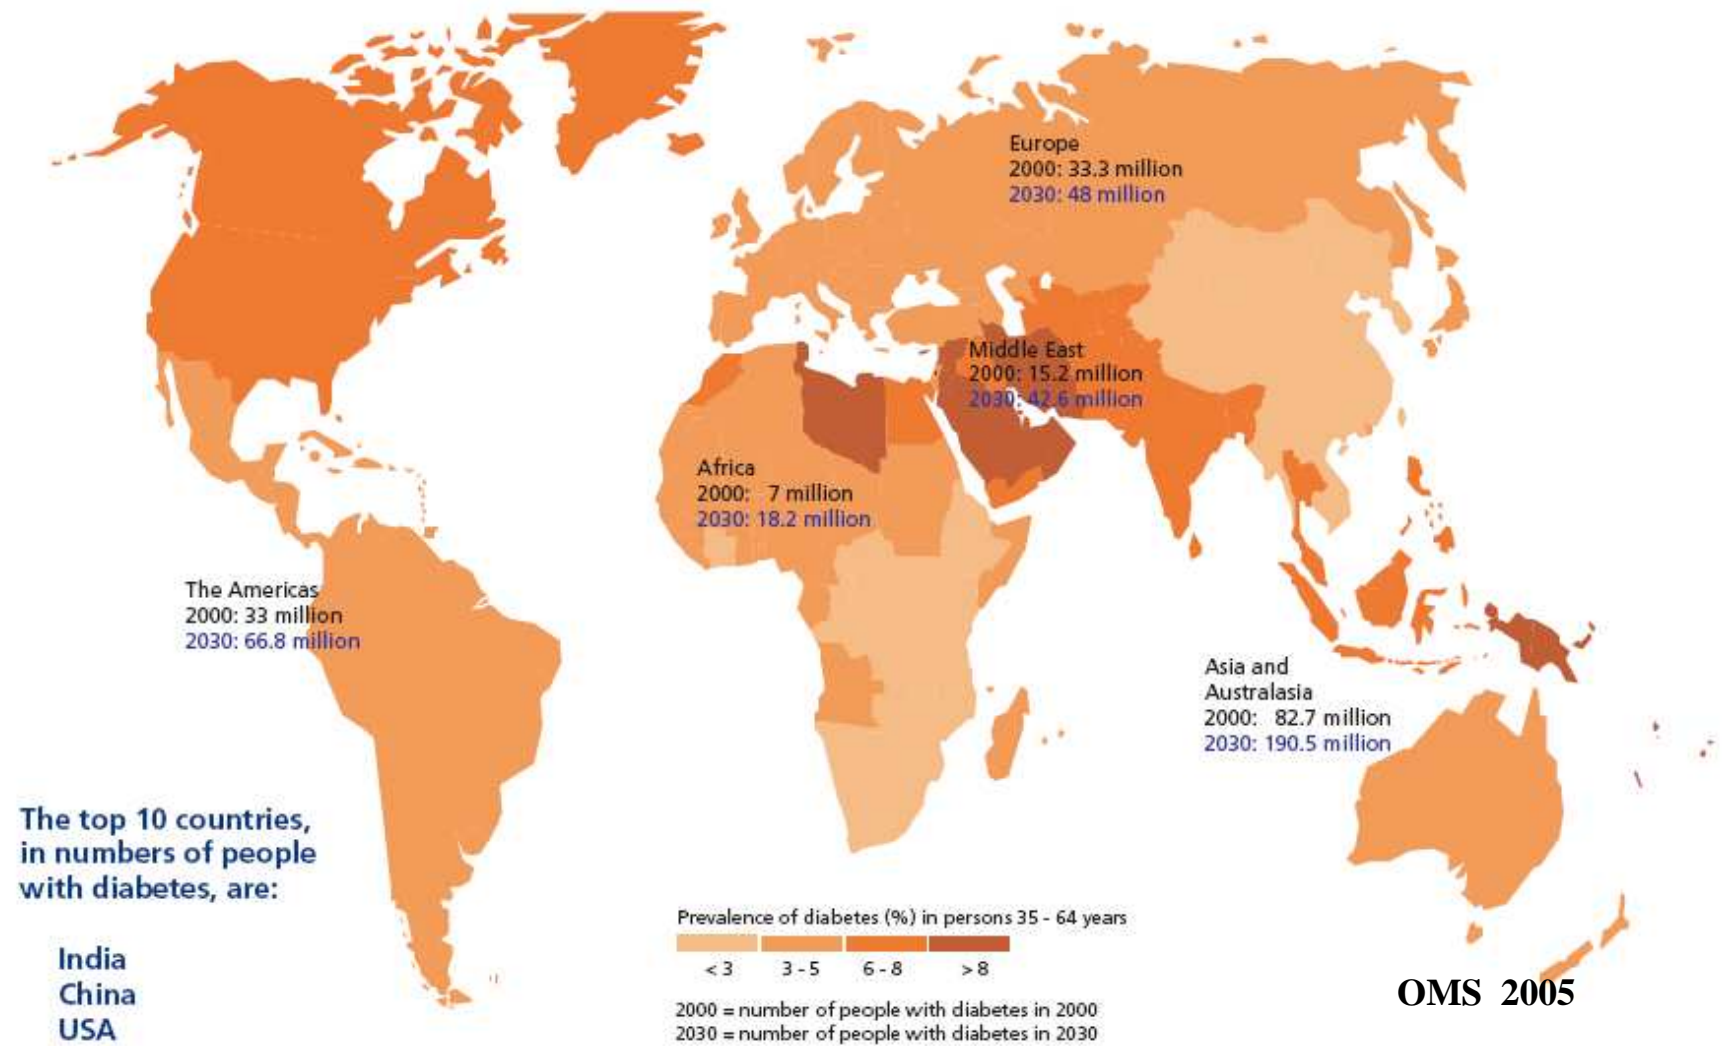 Europe
2000: 33.3 million
2030: 48 million
Middle East
2000: 15.2 million
2030: 42.6 million
Africa
2000: 7 million
2030: 18.2 million
The Americas
2000: 33 million
2030: 66.8 million
Asia and
Australasia
2000: 82.7 million
2030: 190.5 million
The top 10 countries,
in numbers of people
with diabetes, are:
India
China
USA
Prevalence of diabetes (%) in persons 35 - 64 years
< 3 3 - 5 6 - 8 > 8
2000 = number of people with diabetes in 2000
2030 = number of people with diabetes in 2030
OMS 2005